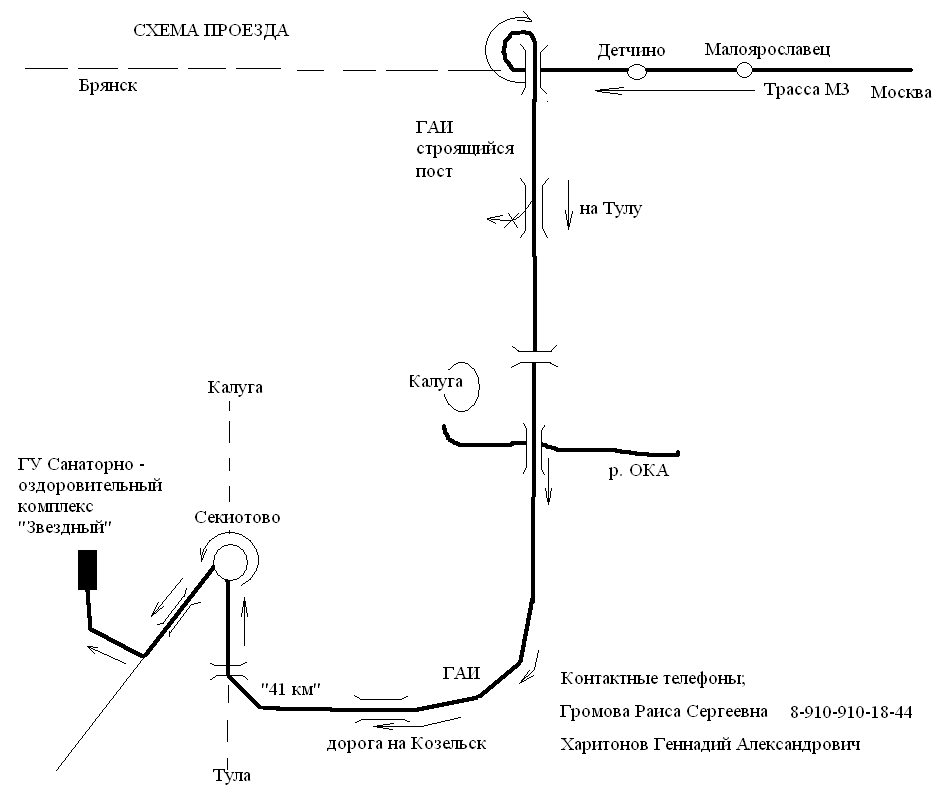 СХЕМА ПРОЕЗДА
Детчино
Малоярославец
Брянск
Трасса М3
Москва
ГАИ
строящийся
пост
на Тулу
Калуга
Калуга
р. ОКА
ГУ Санаторно -
оздоровительный
комплекс
"Звездный"
Секиотово
ГАИ
"41 км"
дорога на Козельск
Тула
Контактные телефоны;
Громова Раиса Сергеевна 8-910-910-18-44
Харитонов Геннадий Александрович